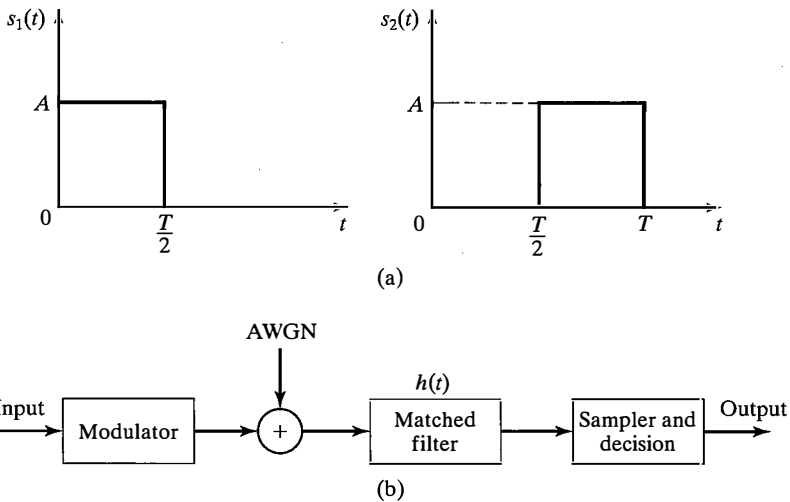 s₁(t)
A
0
T/2
t
s₂(t)
A
0
T/2
T
t
(a)
AWGN
h(t)
Input
Modulator
+
Matched
filter
Sampler and
decision
Output
(b)